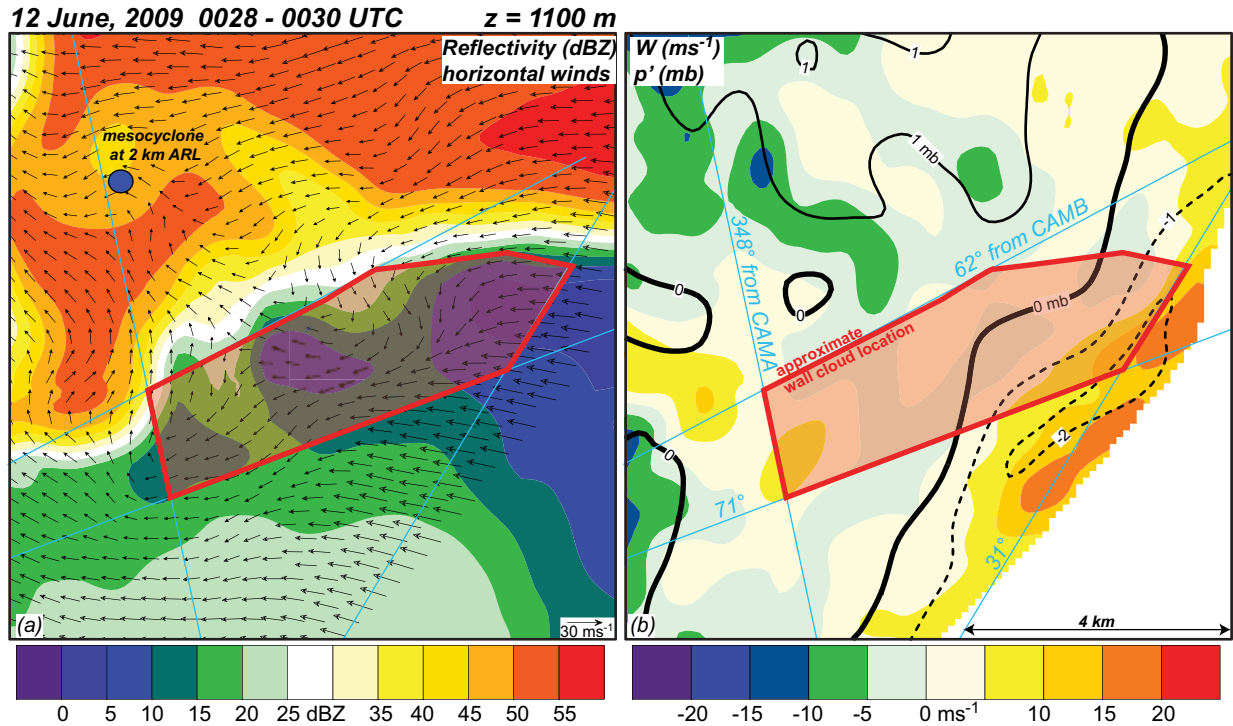 12 June, 2009 0028 - 0030 UTC z = 1100 m
Reflectivity (dBZ)
horizontal winds
mesocyclone
at 2 km ARL
(a)
30 ms-1
0 5 10 15 20 25 dBZ 35 40 45 50 55
W (ms-1)
p' (mb)
1
1 mb
-1
348° from CAMA
62° from CAMB
0
0
0 mb
approximate
wall cloud location
-2
0
71°
31°
(b)
4 km
-20 -15 -10 -5 0 ms-1 10 15 20